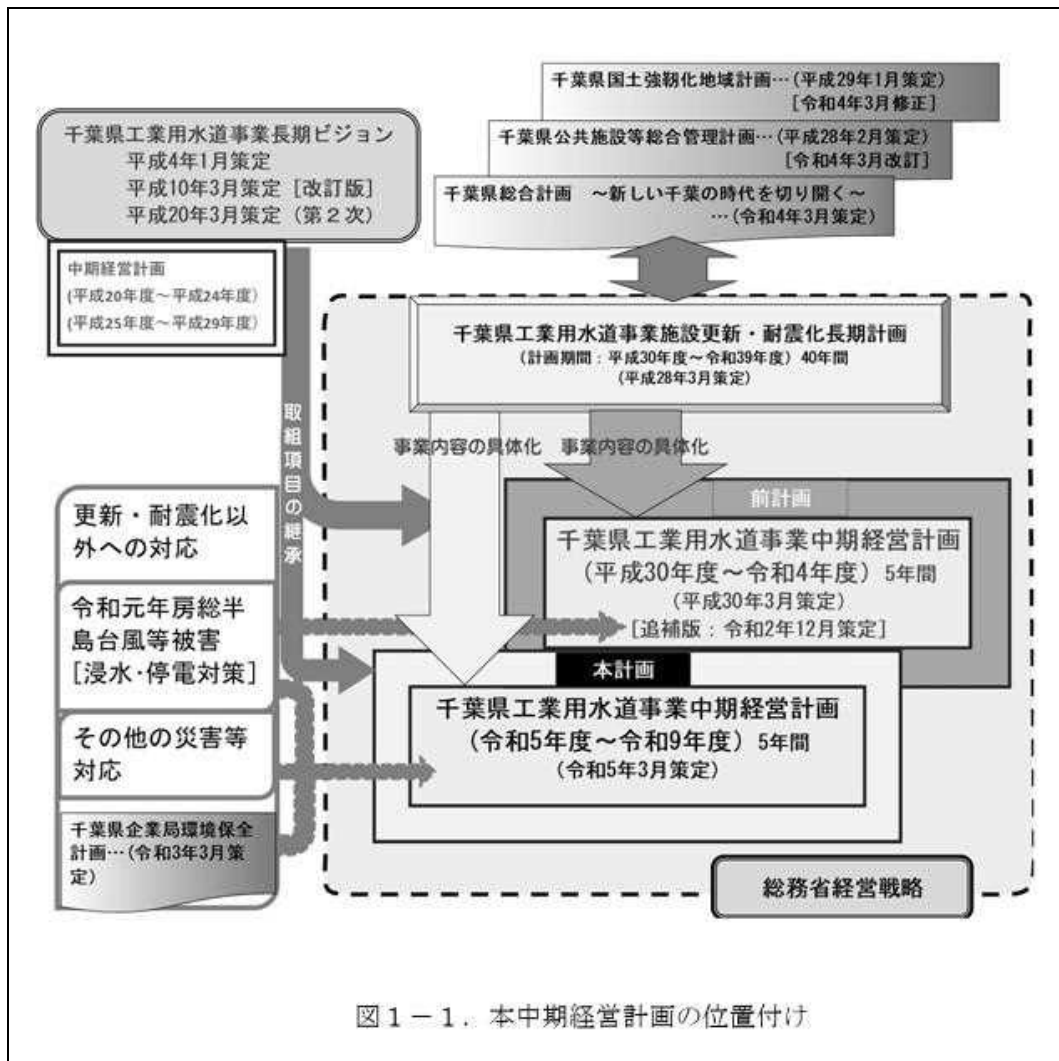 千葉県国土強靭化地域計画…(平成29年1月策定)
[令和4年3月修正]
千葉県公共施設等総合管理計画…(平成28年2月策定)
[令和4年3月改訂]
千葉県総合計画　～新しい千葉の時代を切り開く～
…(令和4年3月策定)
千葉県工業用水道事業長期ビジョン
平成4年1月策定
平成10年3月策定［改訂版］
平成20年3月策定（第２次）
中期経営計画
(平成20年度～平成24年度)
(平成25年度～平成29年度)
千葉県工業用水道事業施設更新・耐震化長期計画
(計画期間：平成30年度～令和39年度) 40年間
(平成28年3月策定)
取組項目の継承
事業内容の具体化
事業内容の具体化
前計画
千葉県工業用水道事業中期経営計画
(平成30年度～令和4年度) 5年間
(平成30年3月策定)
[追補版：令和2年12月策定]
更新・耐震化以
外への対応
令和元年房総半
島台風等被害
[浸水・停電対策]
その他の災害等
対応
千葉県企業局環境保全
計画…(令和3年3月策
定)
本計画
千葉県工業用水道事業中期経営計画
(令和5年度～令和9年度) 5年間
(令和5年3月策定)
総務省経営戦略
図１－１．本中期経営計画の位置付け